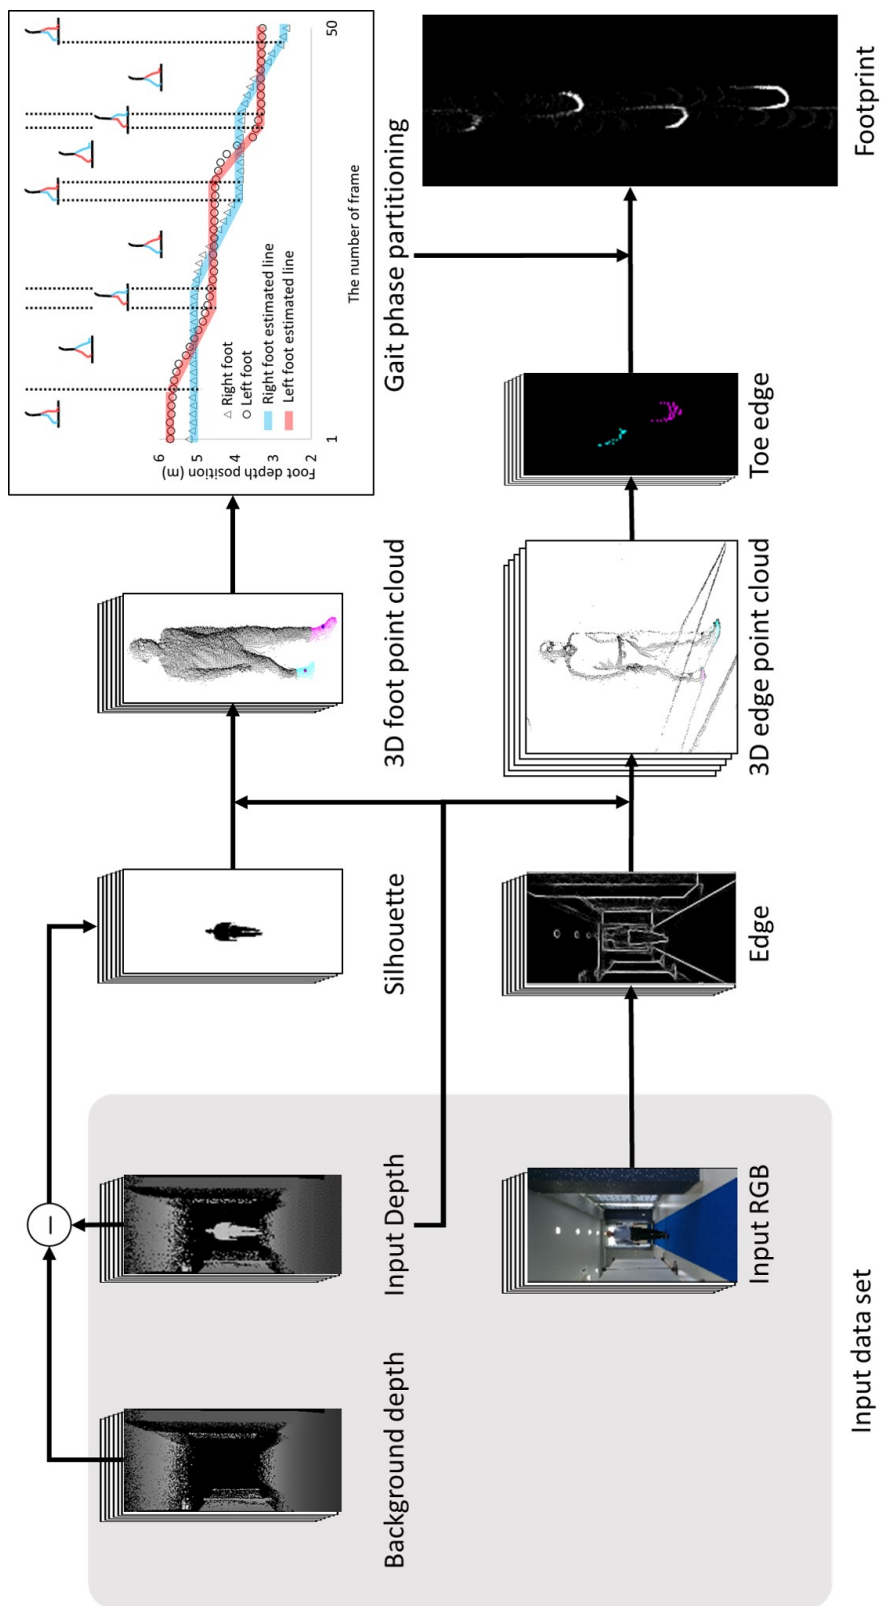 −
Background depth
Input Depth
Input RGB
Input data set
Silhouette
Edge
3D foot point cloud
3D edge point cloud
Foot depth position (m)
6
5
4
3
2
1
50
The number of frame
Right foot
Left foot
Right foot estimated line
Left foot estimated line
Gait phase partitioning
Toe edge
Footprint